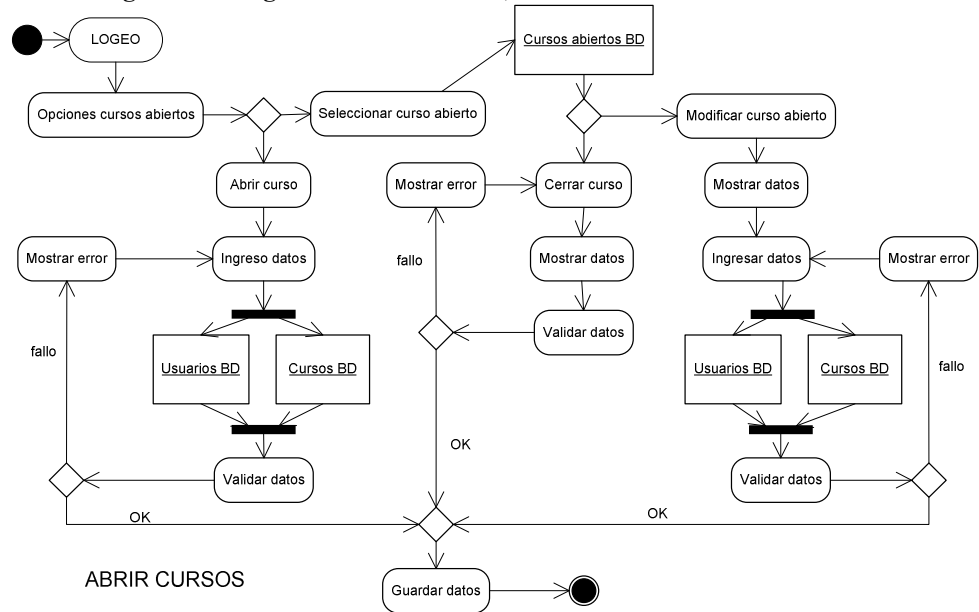 LOGEO
Cursos abiertos BD
Opciones cursos abiertos
Seleccionar curso abierto
Modificar curso abierto
Abrir curso
Mostrar error
Cerrar curso
Mostrar datos
Mostrar error
Ingreso datos
fallo
Mostrar datos
Ingresar datos
Mostrar error
Validar datos
fallo
Usuarios BD
Cursos BD
Usuarios BD
Cursos BD
fallo
OK
Validar datos
Validar datos
OK
OK
ABRIR CURSOS
Guardar datos